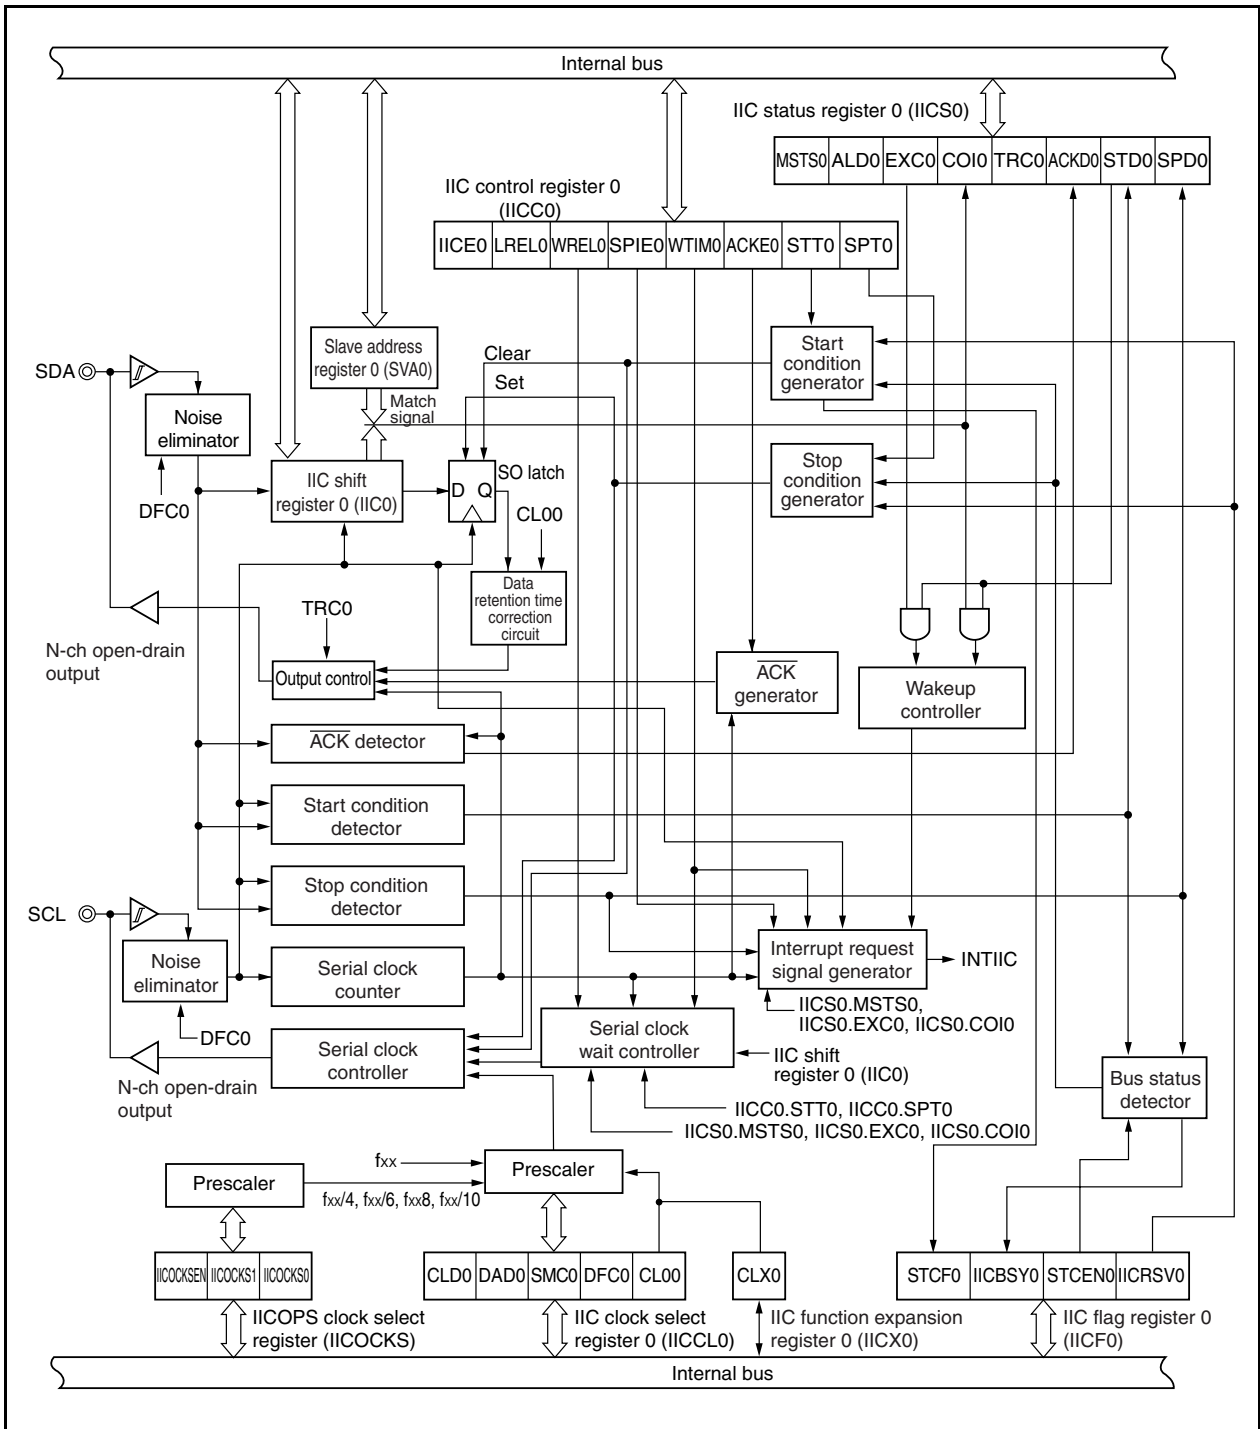 Internal bus
IIC status register 0 (IICS0)
MSTS0 ALD0 EXC0 COI0 TRC0 ACKD0 STD0 SPD0
IIC control register 0
(IICC0)
IICE0 LREL0 WREL0 SPIE0 WTIM0 ACKE0 STT0 SPT0
Slave address
register 0 (SVA0)
Clear
Set
Match
signal
Start
condition
generator
SDA
Noise
eliminator
DFC0
IIC shift
register 0 (IIC0)
D Q
SO latch
CL00
Stop
condition
generator
Data
retention time
correction
circuit
TRC0
N-ch open-drain
output
Output control
ACK
generator
Wakeup
controller
ACK detector
Start condition
detector
Stop condition
detector
SCL
Noise
eliminator
DFC0
Serial clock
counter
Interrupt request
signal generator
INTIIC
IICS0.MSTS0,
IICS0.EXC0, IICS0.COI0
Serial clock
controller
Serial clock
wait controller
IIC shift
register 0 (IIC0)
N-ch open-drain
output
IICC0.STT0, IICC0.SPT0
IICS0.MSTS0, IICS0.EXC0, IICS0.COI0
Bus status
detector
Prescaler
fxx
fxx/4, fxx/6, fxx8, fxx/10
Prescaler
IICOCKSEN IICOCKS1 IICOCKS0
CLD0 DAD0 SMC0 DFC0 CL00
CLX0
STCF0 IICBSY0 STCEN0 IICRSV0
IICOPS clock select
register (IICOCKS)
IIC clock select
register 0 (IICCL0)
IIC function expansion
register 0 (IICX0)
IIC flag register 0
(IICF0)
Internal bus